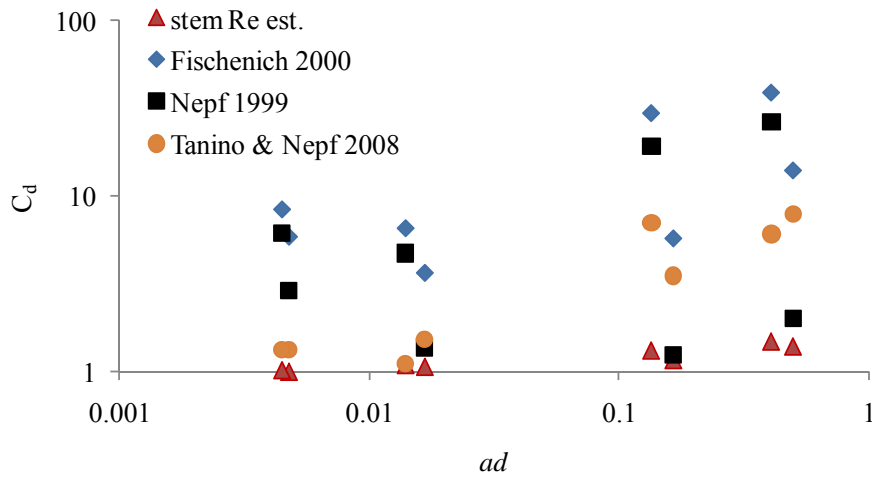 stem Re est.
Fischenich 2000
Nepf 1999
Tanino & Nepf 2008
100
10
1
C_d
0.001
0.01
0.1
1
ad